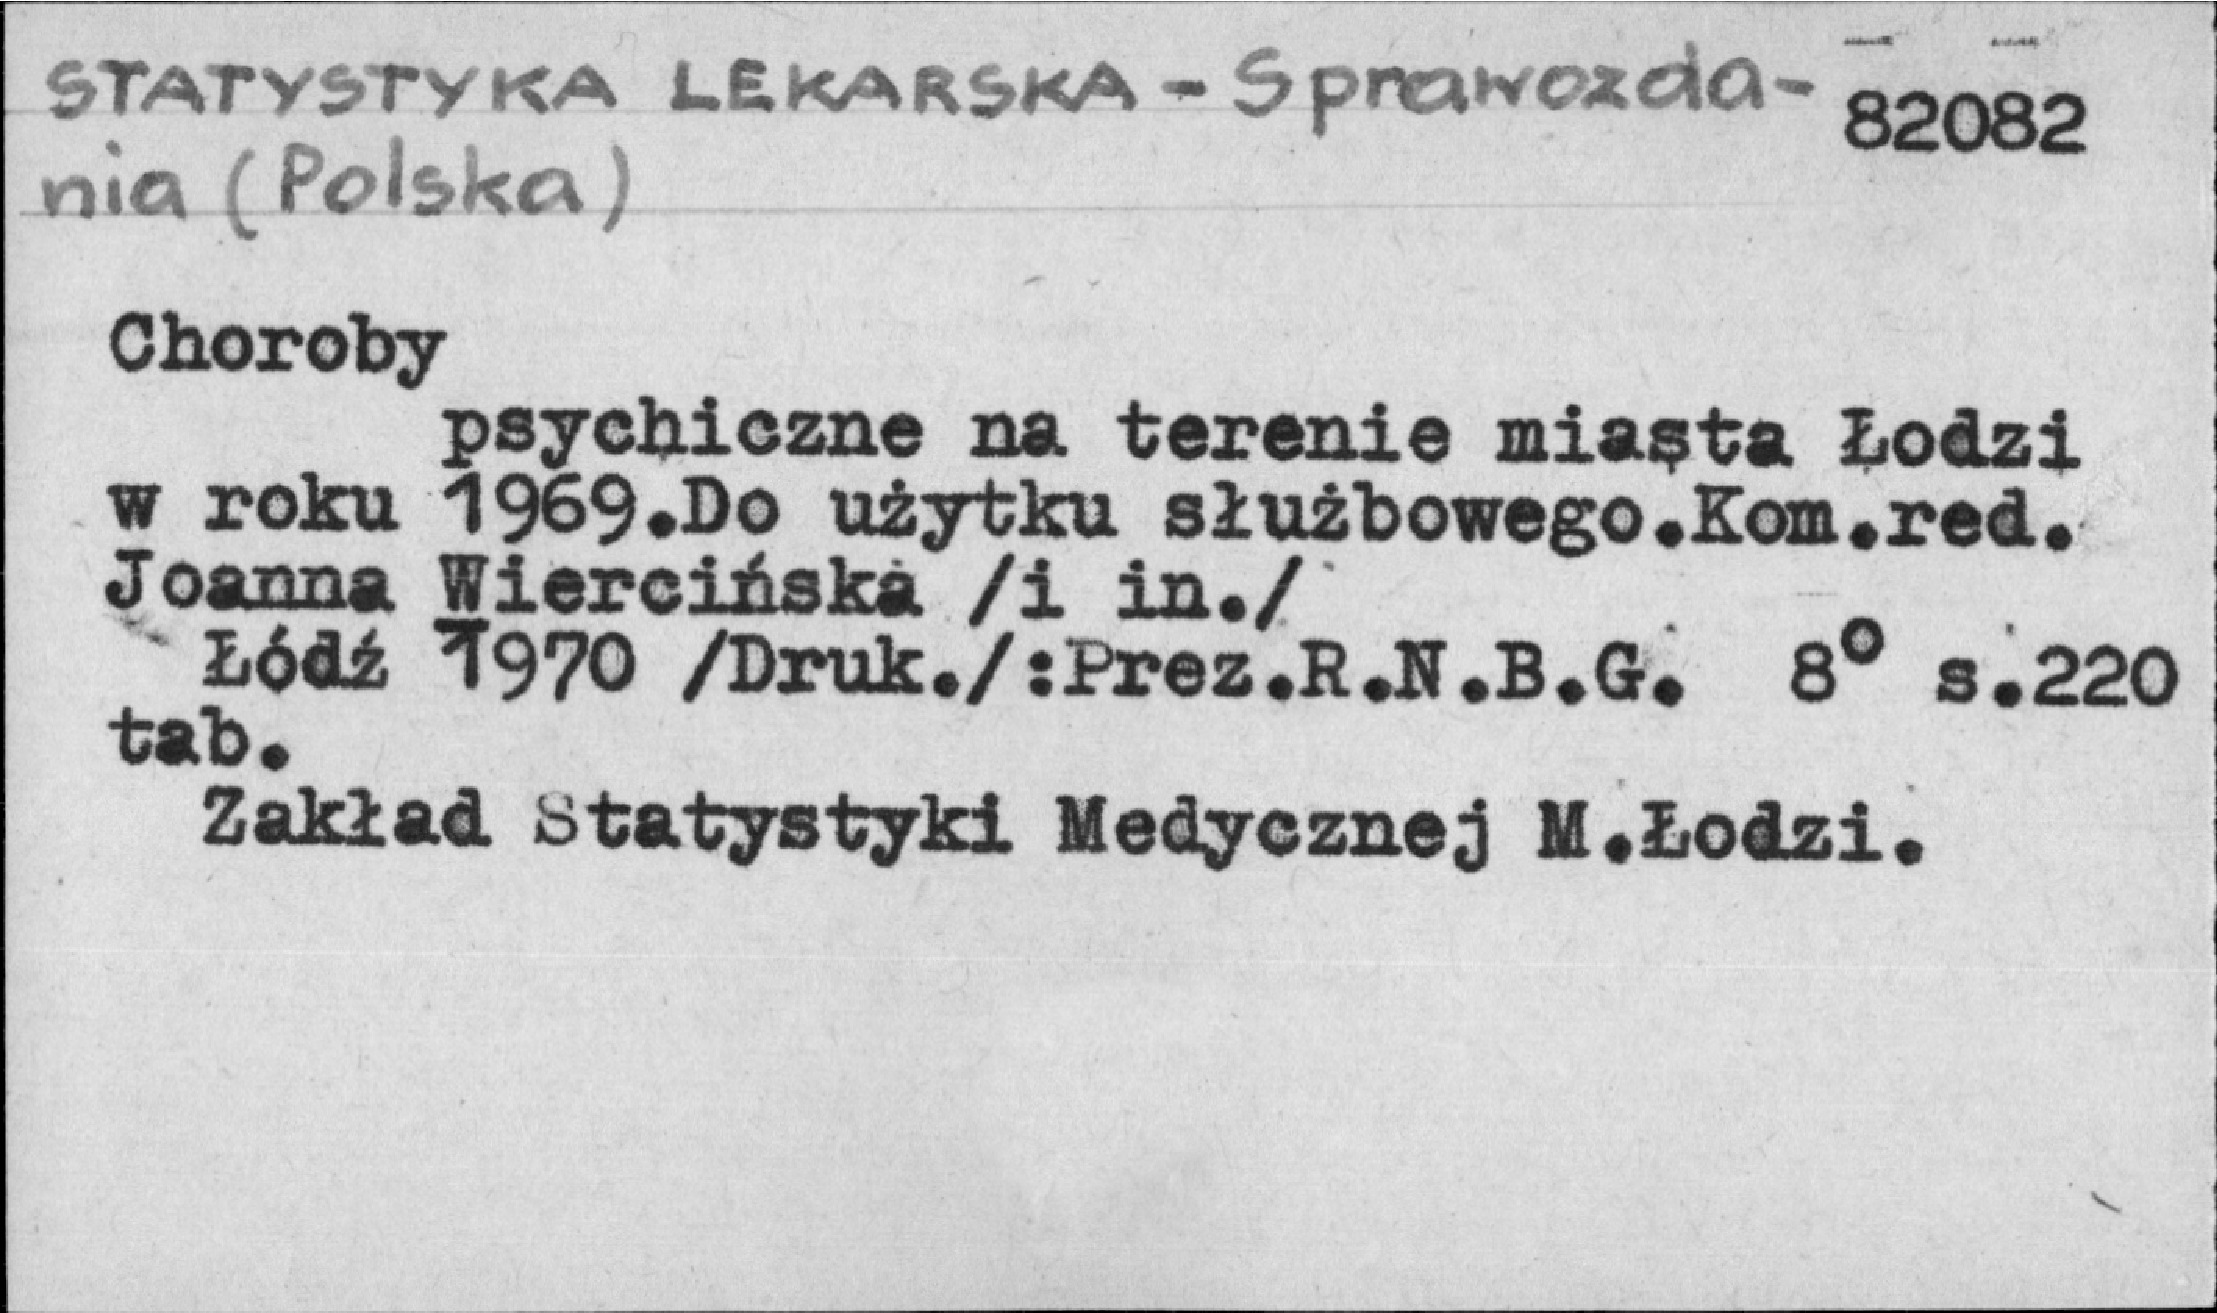 STATYSTYKA LEKARSKA - Sprawozda-
82082
nia (Polska)
Choroby
psychiczne na terenie miasta Łodzi
w roku 1969.Do użytku służbowego.Kom.red.
Joanna Wiercińska /i in./
Łódź 1970 /Druk./:Prez.R.N.B.G. 8° s.220
tab.
Zakład Statystyki Medycznej M.Łodzi.